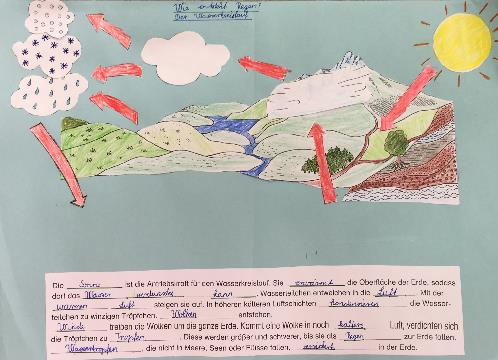 Wie entsteht Regen?
Der Wasserkreislauf
Die Sonne ist die Antriebskraft für den Wasserkreislauf. Sie erwärmt die Oberfläche der Erde, sodass
dort das Wasser verdunsten kann. Wasserteilchen entweichen in die Luft. Mit der
warmen Luft steigen sie auf. In höheren kälteren Luftschichten kondensieren die Wasser-
teilchen zu winzigen Tröpfchen. Wolken entstehen.
Winde treiben die Wolken um die ganze Erde. Kommt eine Wolke in noch kältere Luft, verdichten sich
die Tröpfchen zu Tropfen. Diese werden größer und schwerer, bis sie als Regen zur Erde fallen.
Wassertropfen, die nicht in Meere, Seen oder Flüsse fallen, versickern in der Erde.